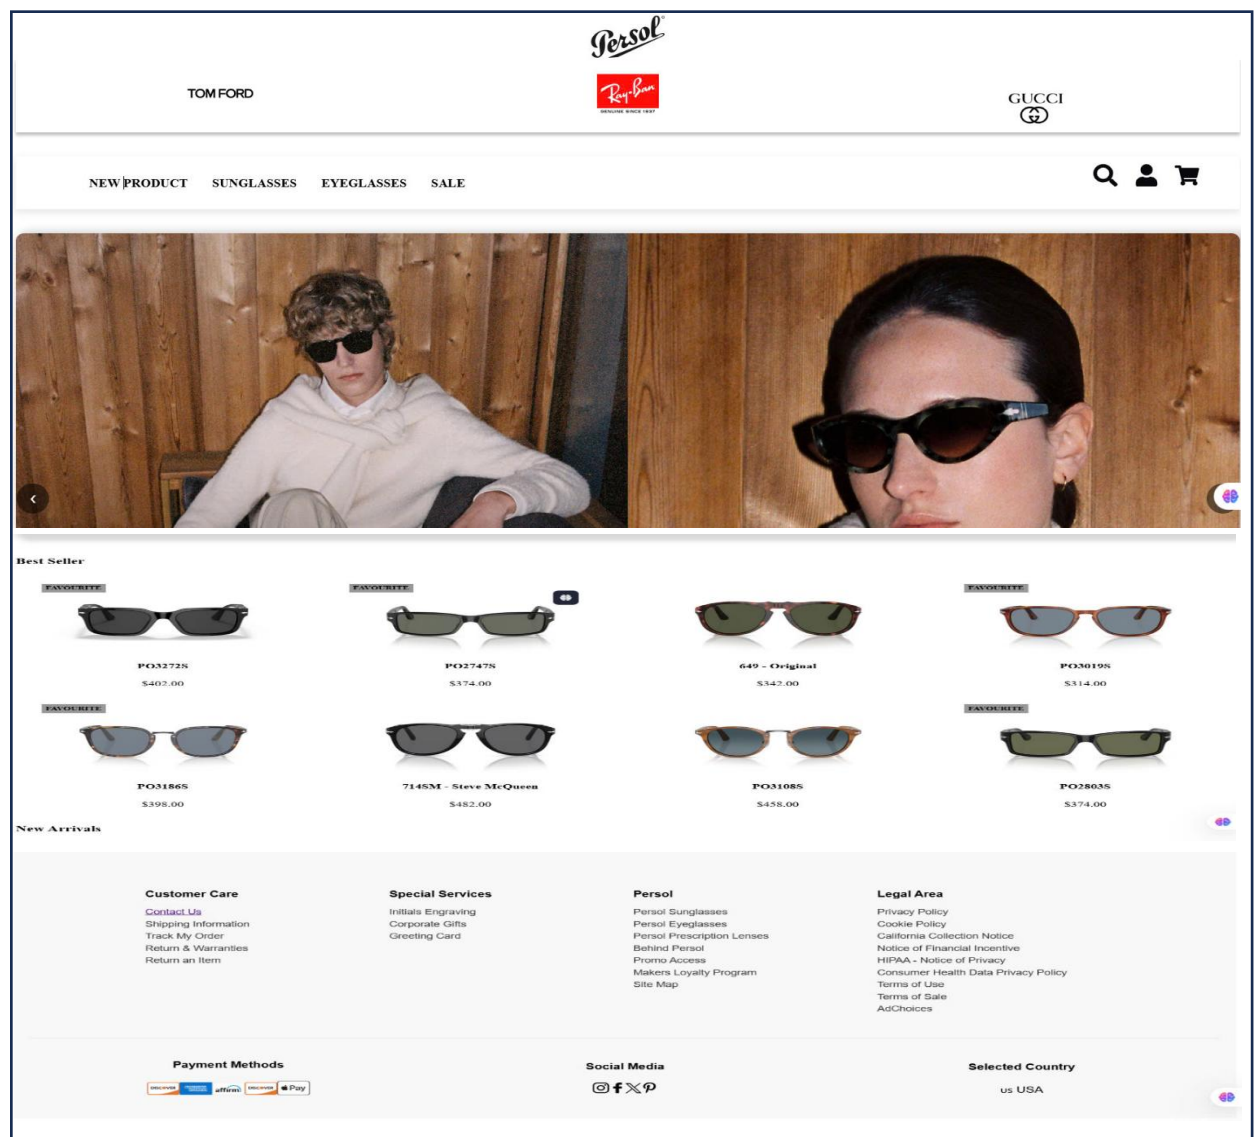 Persol
TOM FORD
Ray-Ban
GENUINE SINCE 1937
GUCCI
NEW PRODUCT SUNGLASSES EYEGLASSES SALE
Best Seller
FAVOURITE FAVOURITE FAVOURITE
PO3272S PO2747S 649 - Original PO3019S
$402.00 $374.00 $342.00 $314.00
FAVOURITE FAVOURITE
PO3186S 714SM - Steve McQueen PO3108S PO2803S
$398.00 $482.00 $458.00 $374.00
New Arrivals
Customer Care
Contact Us
Shipping Information
Track My Order
Return & Warranties
Return an Item
Special Services
Initials Engraving
Corporate Gifts
Greeting Card
Persol
Persol Sunglasses
Persol Eyeglasses
Persol Prescription Lenses
Behind Persol
Promo Access
Makers Loyalty Program
Site Map
Legal Area
Privacy Policy
Cookie Policy
California Collection Notice
Notice of Financial Incentive
HIPAA - Notice of Privacy
Consumer Health Data Privacy Policy
Terms of Use
Terms of Sale
AdChoices
Payment Methods
DISCOVER affirm DISCOVER Pay
Social Media
Selected Country
us USA